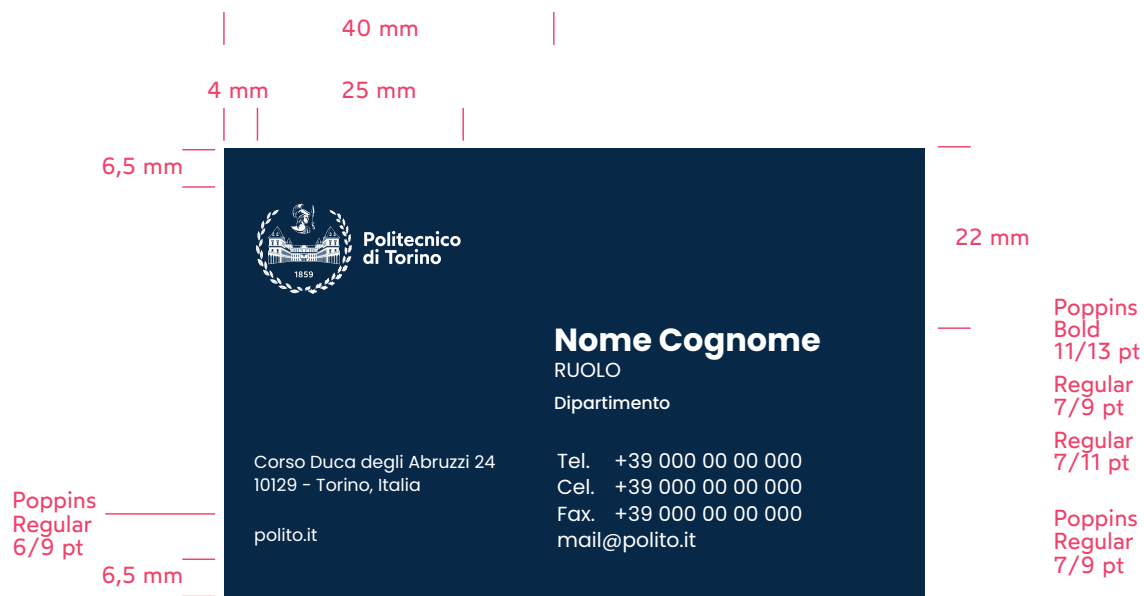 40 mm
4 mm
25 mm
6,5 mm
Politecnico
di Torino
1859
22 mm
Nome Cognome
RUOLO
Dipartimento
Poppins
Bold
11/13 pt
Regular
7/9 pt
Regular
7/11 pt
Corso Duca degli Abruzzi 24
10129 - Torino, Italia
polito.it
Tel. +39 000 00 00 000
Cel. +39 000 00 00 000
Fax. +39 000 00 00 000
mail@polito.it
Poppins
Regular
6/9 pt
6,5 mm
Poppins
Regular
7/9 pt